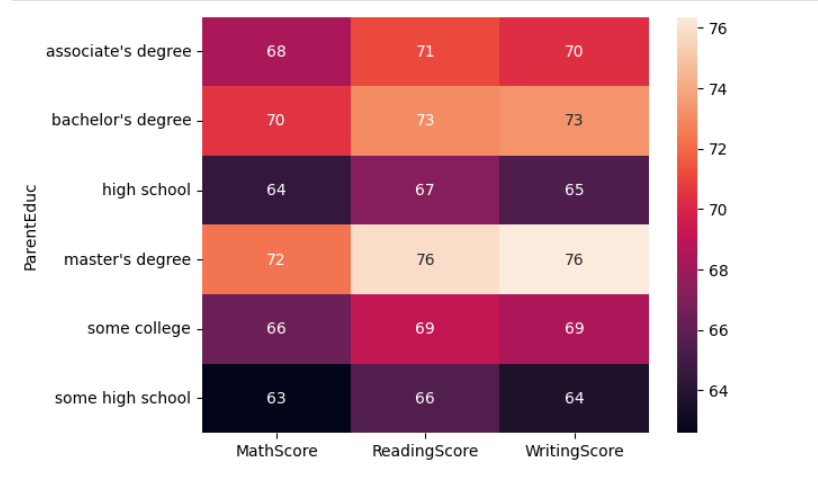 associate's degree 68 71 70
bachelor's degree 70 73 73
high school 64 67 65
master's degree 72 76 76
some college 66 69 69
some high school 63 66 64
MathScore ReadingScore WritingScore
ParentEduc
76
74
72
70
68
66
64